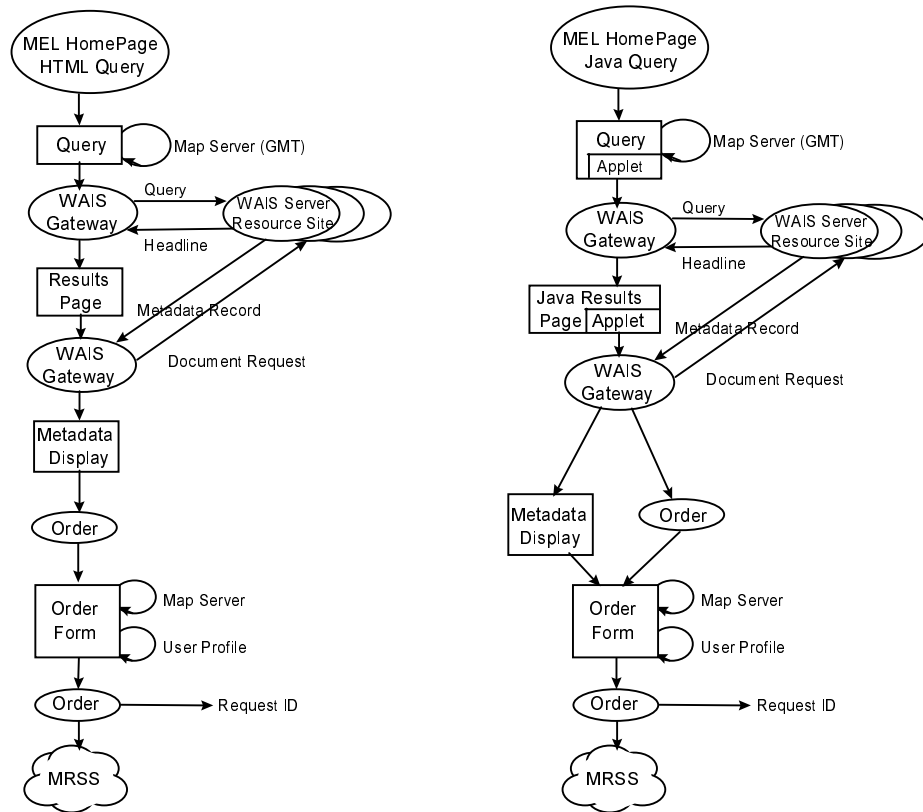 MEL HomePage
HTML Query
Query
Map Server (GMT)
WAIS
Gateway
Query
WAIS Server
Resource Site
Headline
Results
Page
Metadata Record
WAIS
Gateway
Document Request
Metadata
Display
Order
Order
Form
Map Server
User Profile
Order
Request ID
MRSS
MEL HomePage
Java Query
Query
Applet
Map Server (GMT)
WAIS
Gateway
Query
WAIS Server
Resource Site
Headline
Java Results
Page
Applet
Metadata Record
WAIS
Gateway
Document Request
Metadata
Display
Order
Order
Form
Map Server
User Profile
Order
Request ID
MRSS